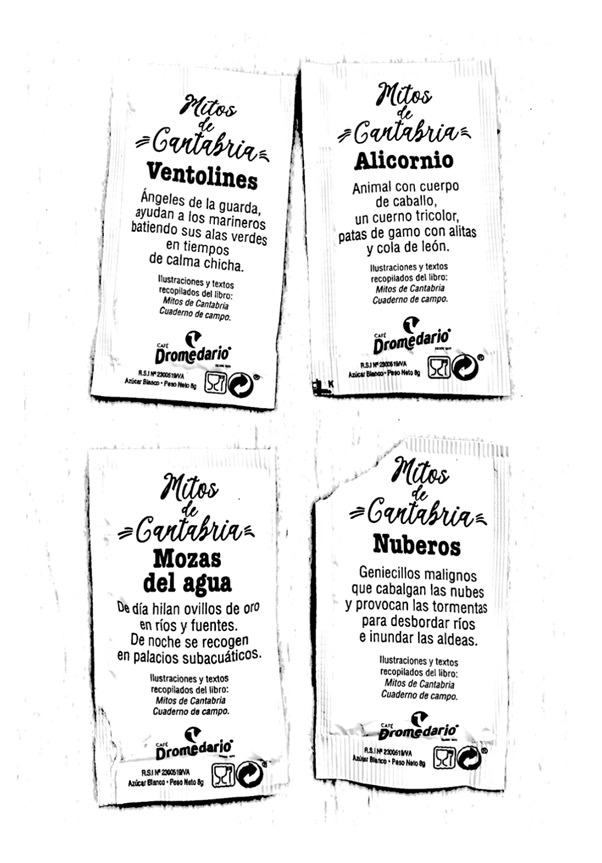 Mitos
de
Cantabria
Ventolines
Ángeles de la guarda,
ayudan a los marineros
batiendo sus alas verdes
en tiempos
de calma chicha.
Ilustraciones y textos
recopilados del libro:
Mitos de Cantabria
Cuaderno de campo.
CAFÉ
Dromedario
R.S.I Nº 2300519/VA
Azúcar Blanco • Peso Neto 8g
Mitos
de
Cantabria
Alicornio
Animal con cuerpo
de caballo,
un cuerno tricolor,
patas de gamo con alitas
y cola de león.
Ilustraciones y textos
recopilados del libro:
Mitos de Cantabria
Cuaderno de campo.
CAFÉ
Dromedario
R.S.I Nº 2300519/VA
Azúcar Blanco • Peso Neto 8g
K
Mitos
de
Cantabria
Mozas
del agua
De día hilan ovillos de oro
en ríos y fuentes.
De noche se recogen
en palacios subacuáticos.
Ilustraciones y textos
recopilados del libro:
Mitos de Cantabria
Cuaderno de campo.
CAFÉ
Dromedario
R.S.I Nº 2300519/VA
Azúcar Blanco • Peso Neto 8g
Mitos
de
Cantabria
Nuberos
Geniecillos malignos
que cabalgan las nubes
y provocan las tormentas
para desbordar ríos
e inundar las aldeas.
Ilustraciones y textos
recopilados del libro:
Mitos de Cantabria
Cuaderno de campo.
CAFÉ
Dromedario
R.S.I Nº 2300519/VA
Azúcar Blanco • Peso Neto 8g